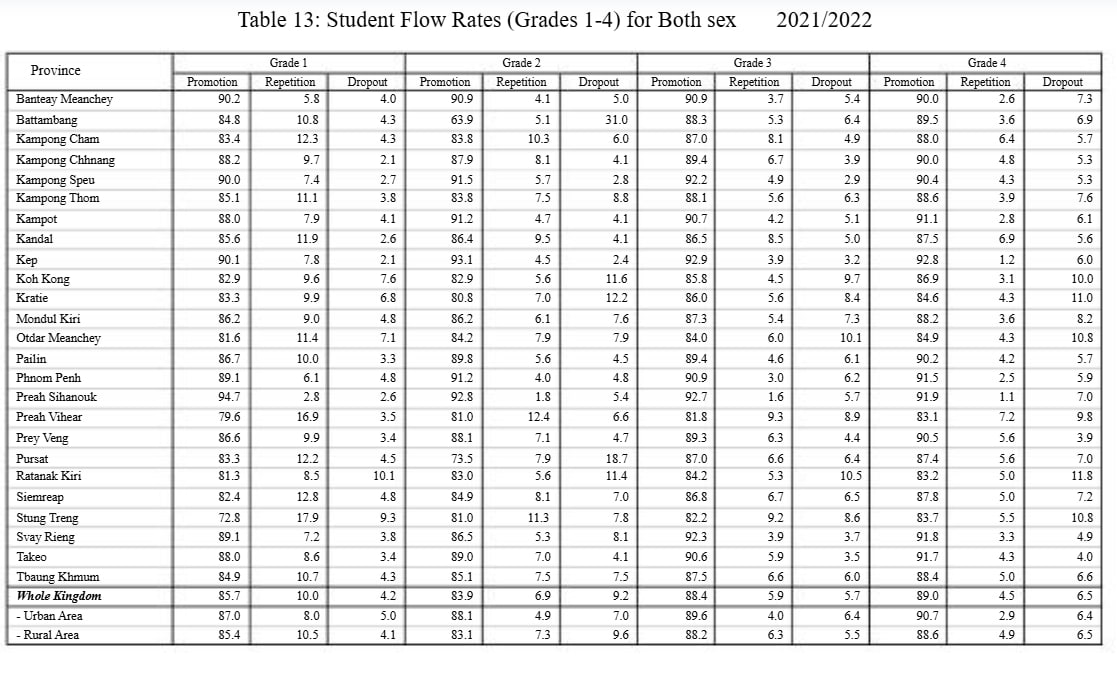 Table 13: Student Flow Rates (Grades 1-4) for Both sex 2021/2022
Province Grade 1 Grade 2 Grade 3 Grade 4
Promotion Repetition Dropout Promotion Repetition Dropout Promotion Repetition Dropout Promotion Repetition Dropout
Banteay Meanchey 90.2 5.8 4.0 90.9 4.1 5.0 90.9 3.7 5.4 90.0 2.6 7.3
Battambang 84.8 10.8 4.3 63.9 5.1 31.0 88.3 5.3 6.4 89.5 3.6 6.9
Kampong Cham 83.4 12.3 4.3 83.8 10.3 6.0 87.0 8.1 4.9 88.0 6.4 5.7
Kampong Chhnang 88.2 9.7 2.1 87.9 8.1 4.1 89.4 6.7 3.9 90.0 4.8 5.3
Kampong Speu 90.0 7.4 2.7 91.5 5.7 2.8 92.2 4.9 2.9 90.4 4.3 5.3
Kampong Thom 85.1 11.1 3.8 83.8 7.5 8.8 88.1 5.6 6.3 88.6 3.9 7.6
Kampot 88.0 7.9 4.1 91.2 4.7 4.1 90.7 4.2 5.1 91.1 2.8 6.1
Kandal 85.6 11.9 2.6 86.4 9.5 4.1 86.5 8.5 5.0 87.5 6.9 5.6
Kep 90.1 7.8 2.1 93.1 4.5 2.4 92.9 3.9 3.2 92.8 1.2 6.0
Koh Kong 82.9 9.6 7.6 82.9 5.6 11.6 85.8 4.5 9.7 86.9 3.1 10.0
Kratie 83.3 9.9 6.8 80.8 7.0 12.2 86.0 5.6 8.4 84.6 4.3 11.0
Mondul Kiri 86.2 9.0 4.8 86.2 6.1 7.6 87.3 5.4 7.3 88.2 3.6 8.2
Otdar Meanchey 81.6 11.4 7.1 84.2 7.9 7.9 84.0 6.0 10.1 84.9 4.3 10.8
Pailin 86.7 10.0 3.3 89.8 5.6 4.5 89.4 4.6 6.1 90.2 4.2 5.7
Phnom Penh 89.1 6.1 4.8 91.2 4.0 4.8 90.9 3.0 6.2 91.5 2.5 5.9
Preah Sihanouk 94.7 2.8 2.6 92.8 1.8 5.4 92.7 1.6 5.7 91.9 1.1 7.0
Preah Vihear 79.6 16.9 3.5 81.0 12.4 6.6 81.8 9.3 8.9 83.1 7.2 9.8
Prey Veng 86.6 9.9 3.4 88.1 7.1 4.7 89.3 6.3 4.4 90.5 5.6 3.9
Pursat 83.3 12.2 4.5 73.5 7.9 18.7 87.0 6.6 6.4 87.4 5.6 7.0
Ratanak Kiri 81.3 8.5 10.1 83.0 5.6 11.4 84.2 5.3 10.5 83.2 5.0 11.8
Siemreap 82.4 12.8 4.8 84.9 8.1 7.0 86.8 6.7 6.5 87.8 5.0 7.2
Stung Treng 72.8 17.9 9.3 81.0 11.3 7.8 82.2 9.2 8.6 83.7 5.5 10.8
Svay Rieng 89.1 7.2 3.8 86.5 5.3 8.1 92.3 3.9 3.7 91.8 3.3 4.9
Takeo 88.0 8.6 3.4 89.0 7.0 4.1 90.6 5.9 3.5 91.7 4.3 4.0
Tbaung Khmum 84.9 10.7 4.3 85.1 7.5 7.5 87.5 6.6 6.0 88.4 5.0 6.6
Whole Kingdom 85.7 10.0 4.2 83.9 6.9 9.2 88.4 5.9 5.7 89.0 4.5 6.5
- Urban Area 87.0 8.0 5.0 88.1 4.9 7.0 89.6 4.0 6.4 90.7 2.9 6.4
- Rural Area 85.4 10.5 4.1 83.1 7.3 9.6 88.2 6.3 5.5 88.6 4.9 6.5